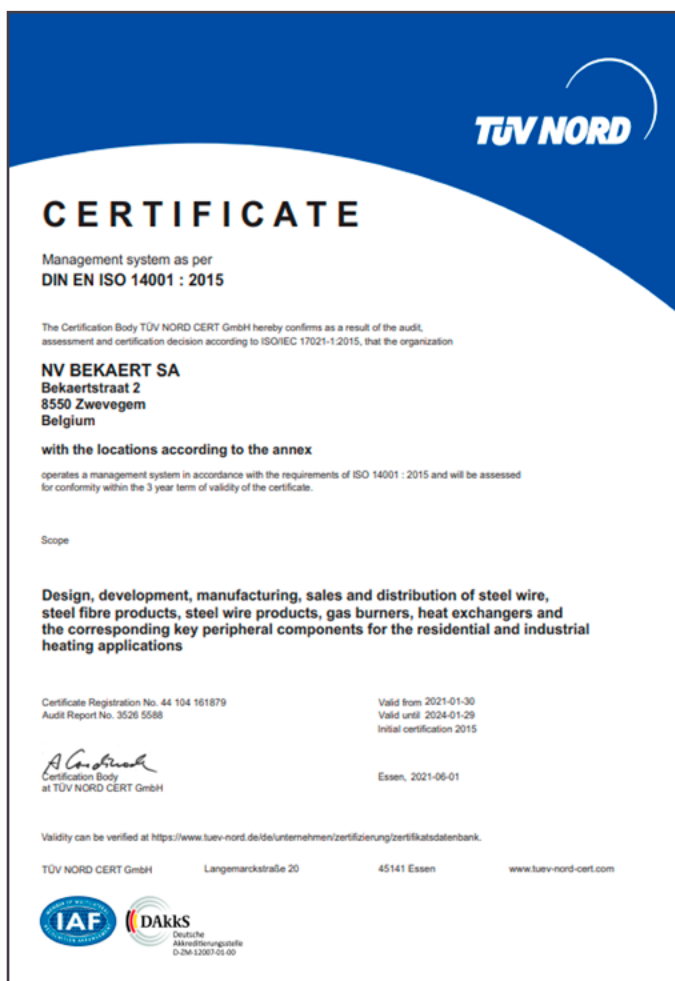 TÜV NORD
CERTIFICATE
Management system as per
DIN EN ISO 14001 : 2015
The Certification Body TÜV NORD CERT GmbH hereby confirms as a result of the audit,
assessment and certification decision according to ISO/IEC 17021-1:2015, that the organization
NV BEKAERT SA
Bekaertstraat 2
8550 Zwevegem
Belgium
with the locations according to the annex
operates a management system in accordance with the requirements of ISO 14001 : 2015 and will be assessed
for conformity within the 3 year term of validity of the certificate.
Scope
Design, development, manufacturing, sales and distribution of steel wire,
steel fibre products, steel wire products, gas burners, heat exchangers and
the corresponding key peripheral components for the residential and industrial
heating applications
Certificate Registration No. 44 104 161879
Audit Report No. 3526 5588
Valid from 2021-01-30
Valid until 2024-01-29
Initial certification 2015
Certification Body
at TÜV NORD CERT GmbH
Essen, 2021-06-01
Validity can be verified at https://www.tuev-nord.de/de/unternehmen/zertifizierung/zertifikatsdatenbank.
TÜV NORD CERT GmbH Langemarckstraße 20 45141 Essen www.tuev-nord-cert.com
IAF
DAkkS
Deutsche
Akkreditierungsstelle
D-ZM-12007-01-00